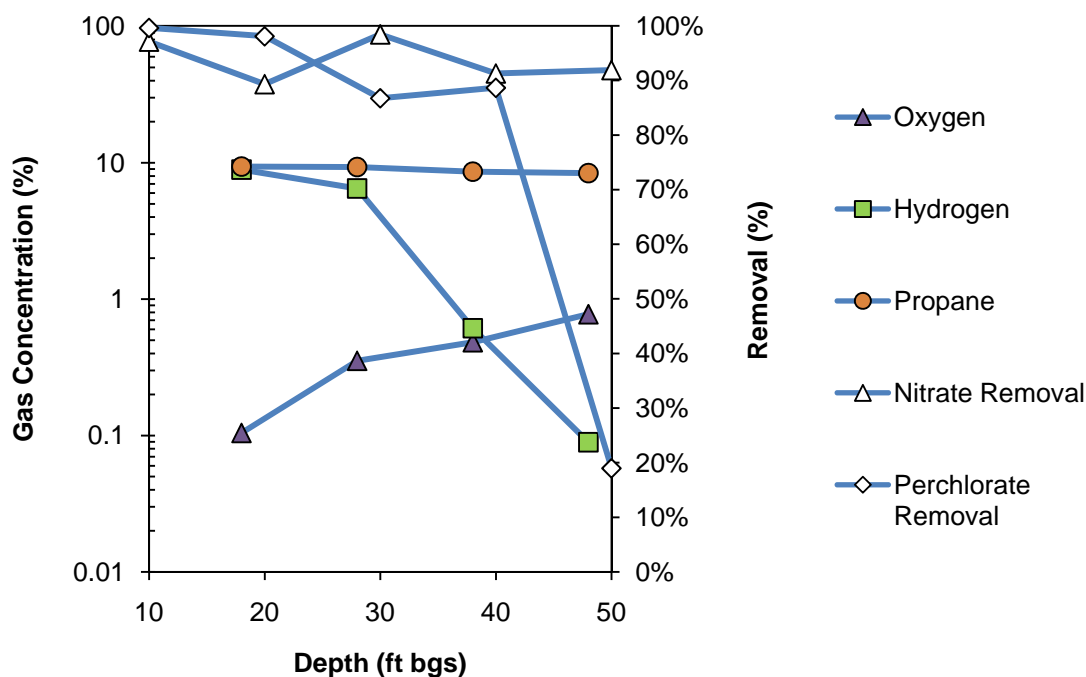 100
10
1
0.1
0.01
Gas Concentration (%)
10
20
30
40
50
Depth (ft bgs)
100%
90%
80%
70%
60%
50%
40%
30%
20%
10%
0%
Removal (%)
Oxygen
Hydrogen
Propane
Nitrate Removal
Perchlorate
Removal